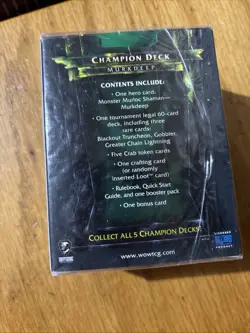 CHAMPION DECK
MURKDEEP
CONTENTS INCLUDE:
• One hero card:
Monster Murloc Shaman—
Murkdeep
• One tournament legal 60-card
deck, including three
rare cards:
Blackout Truncheon, Gobbler,
Greater Chain Lightning
• Five Crab token cards
• One crafting card
(or randomly
inserted Loot™ card)
• Rulebook, Quick Start
Guide, and one booster pack
• One bonus card
COLLECT ALL 5 CHAMPION DECKS!
www.wowtcg.com
LICENSED
PRODUCT